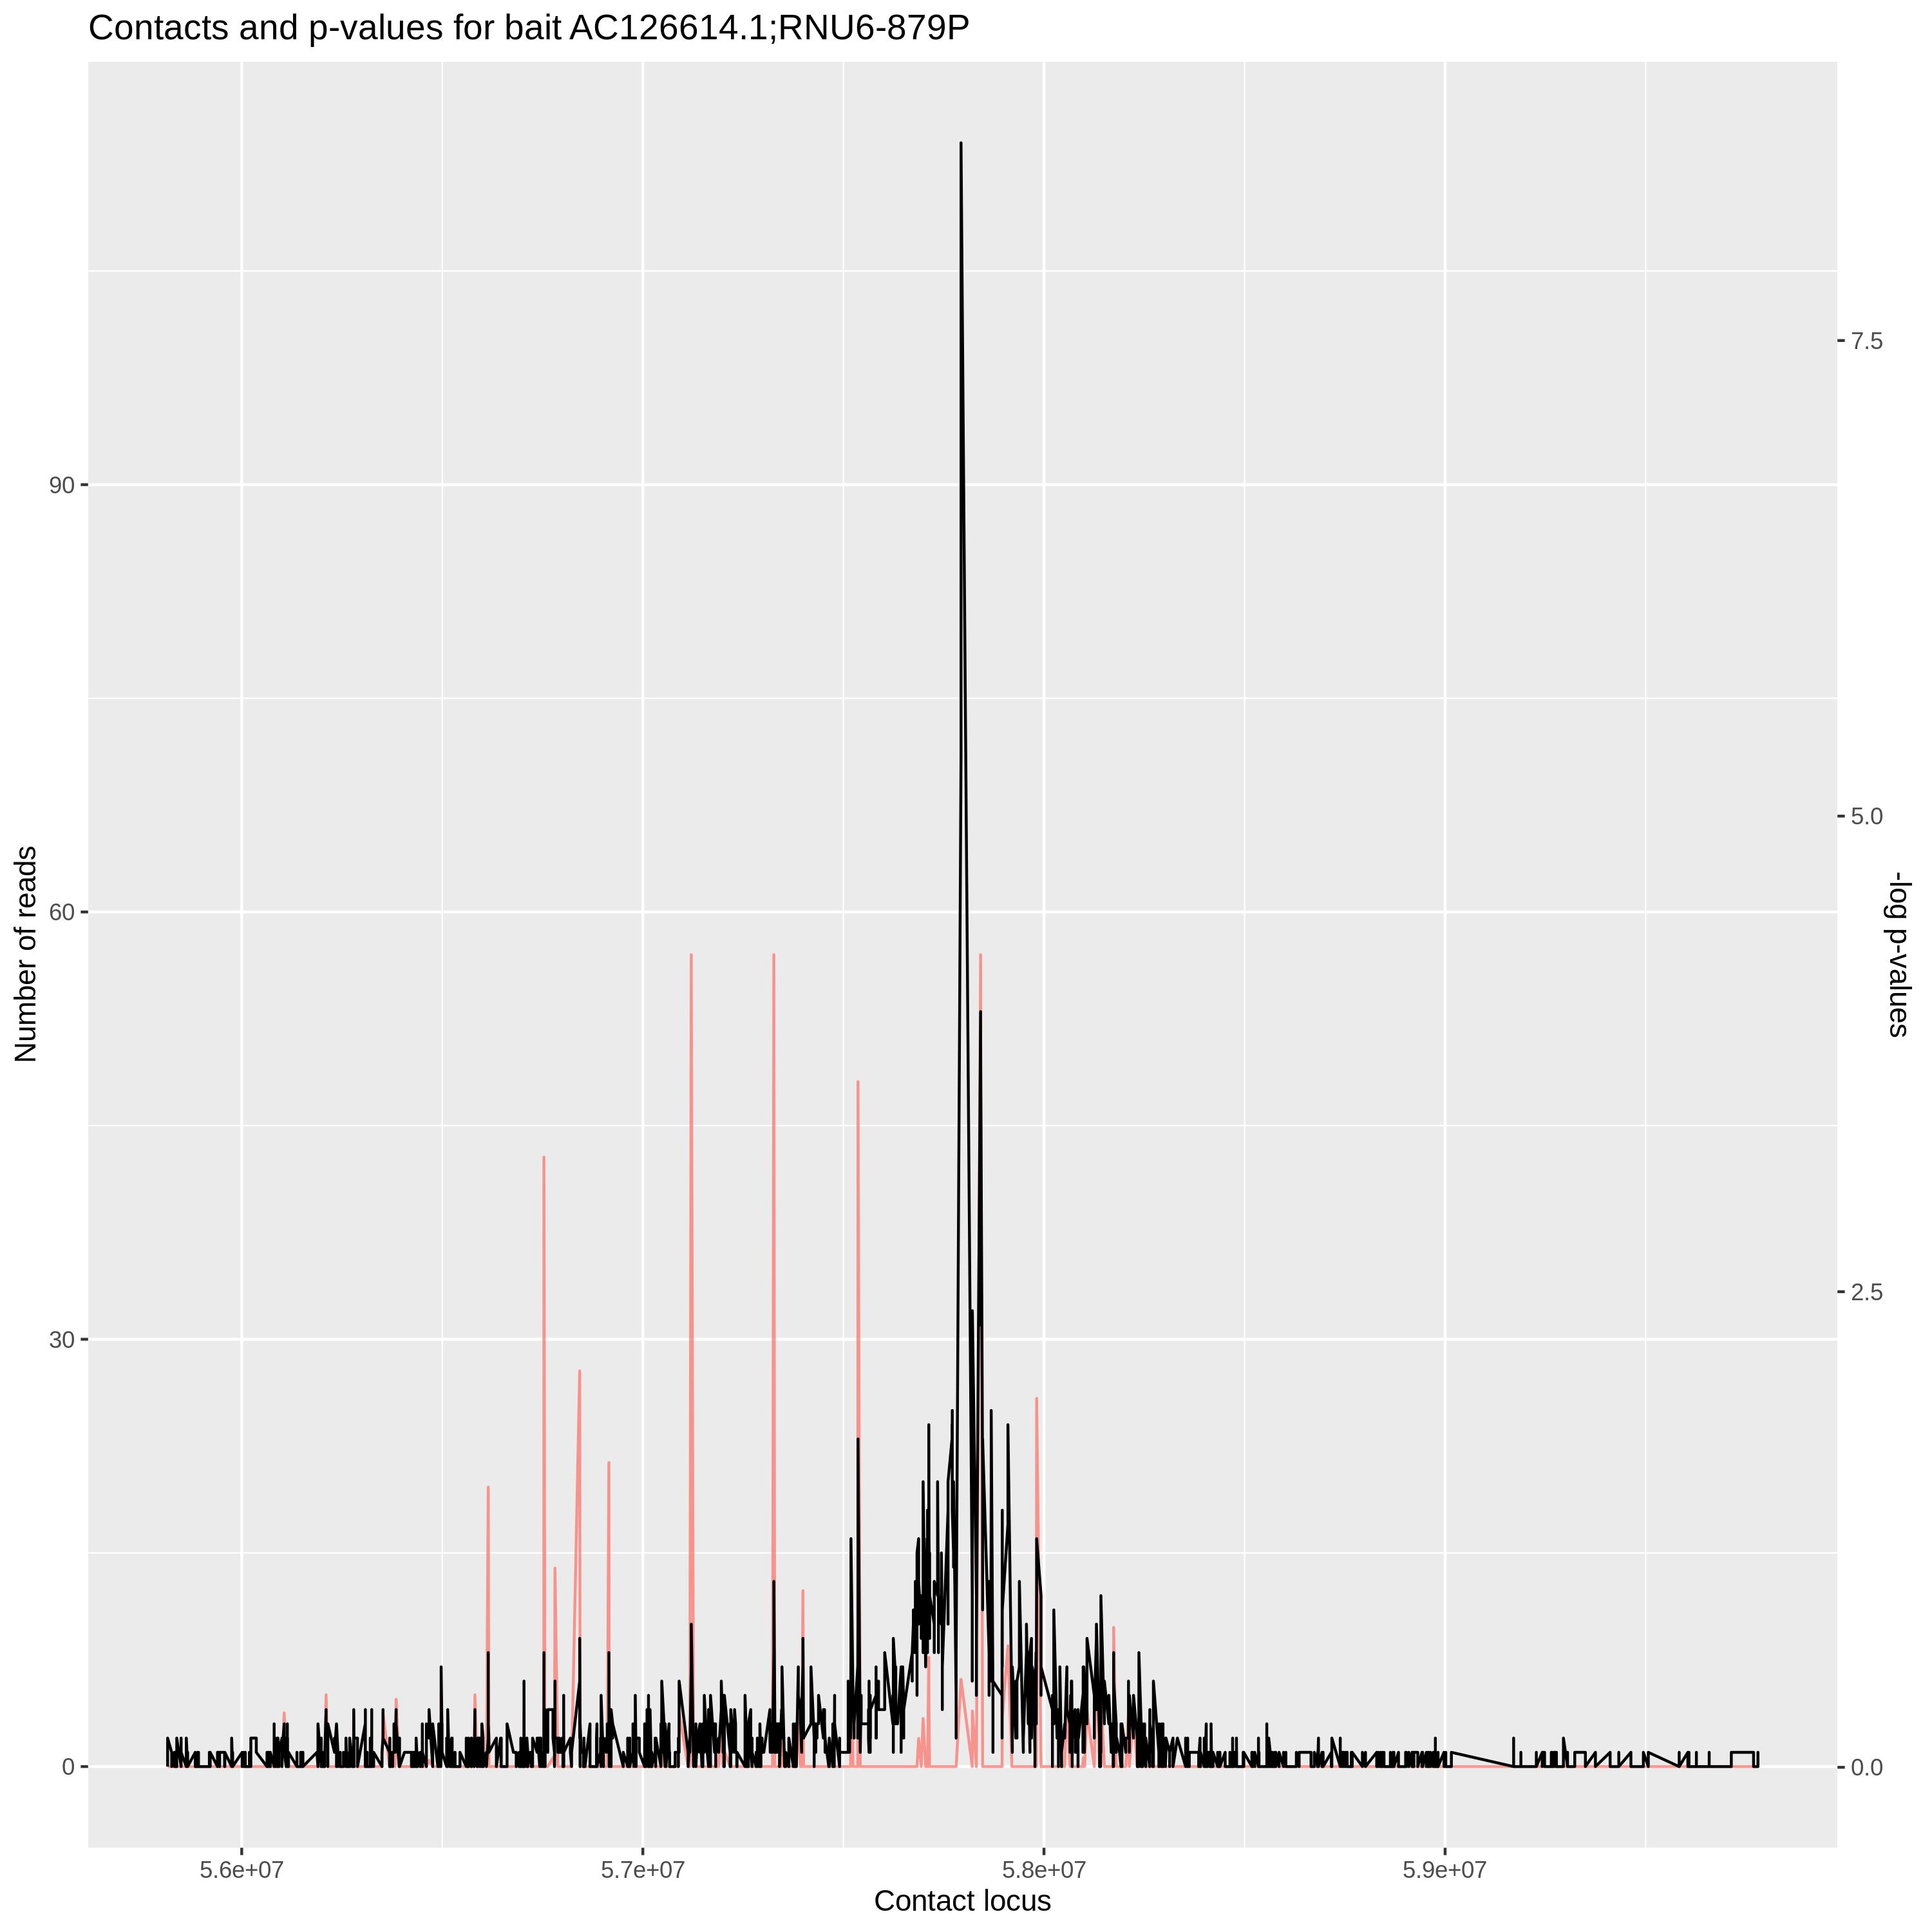 Contacts and p-values for bait AC126614.1;RNU6-879P
90
60
30
0
Number of reads
7.5
5.0
2.5
0.0
-log p-values
5.6e+07
5.7e+07
5.8e+07
5.9e+07
Contact locus